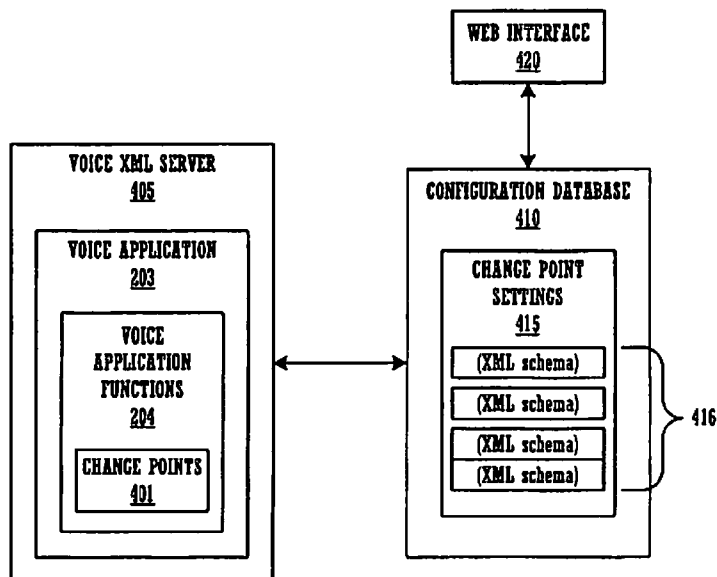 WEB INTERFACE
420
VOICE XML SERVER
405
VOICE APPLICATION
203
VOICE
APPLICATION
FUNCTIONS
204
CHANGE POINTS
401
CONFIGURATION DATABASE
410
CHANGE POINT
SETTINGS
415
(XML schema)
(XML schema)
(XML schema)
(XML schema)
416